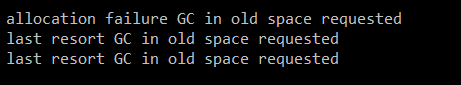 allocation failure GC in old space requested
last resort GC in old space requested
last resort GC in old space requested